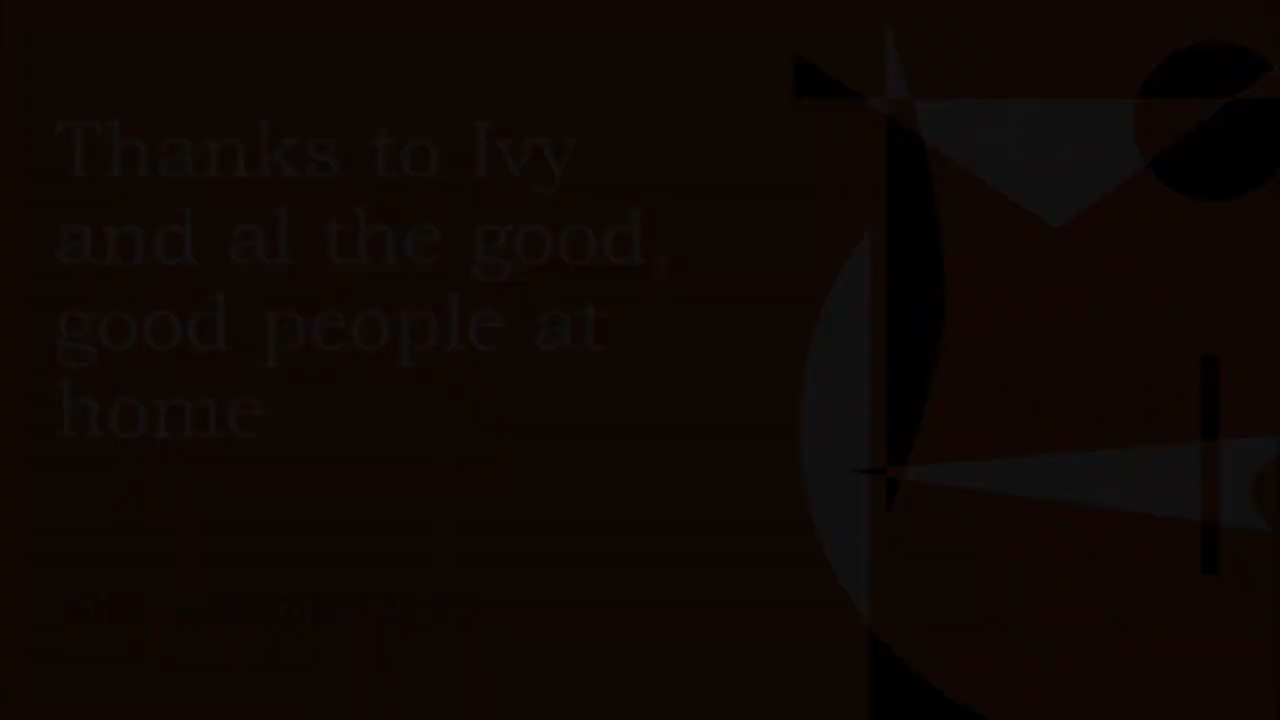 Thanks to Ivy
and al the good,
good people at
home